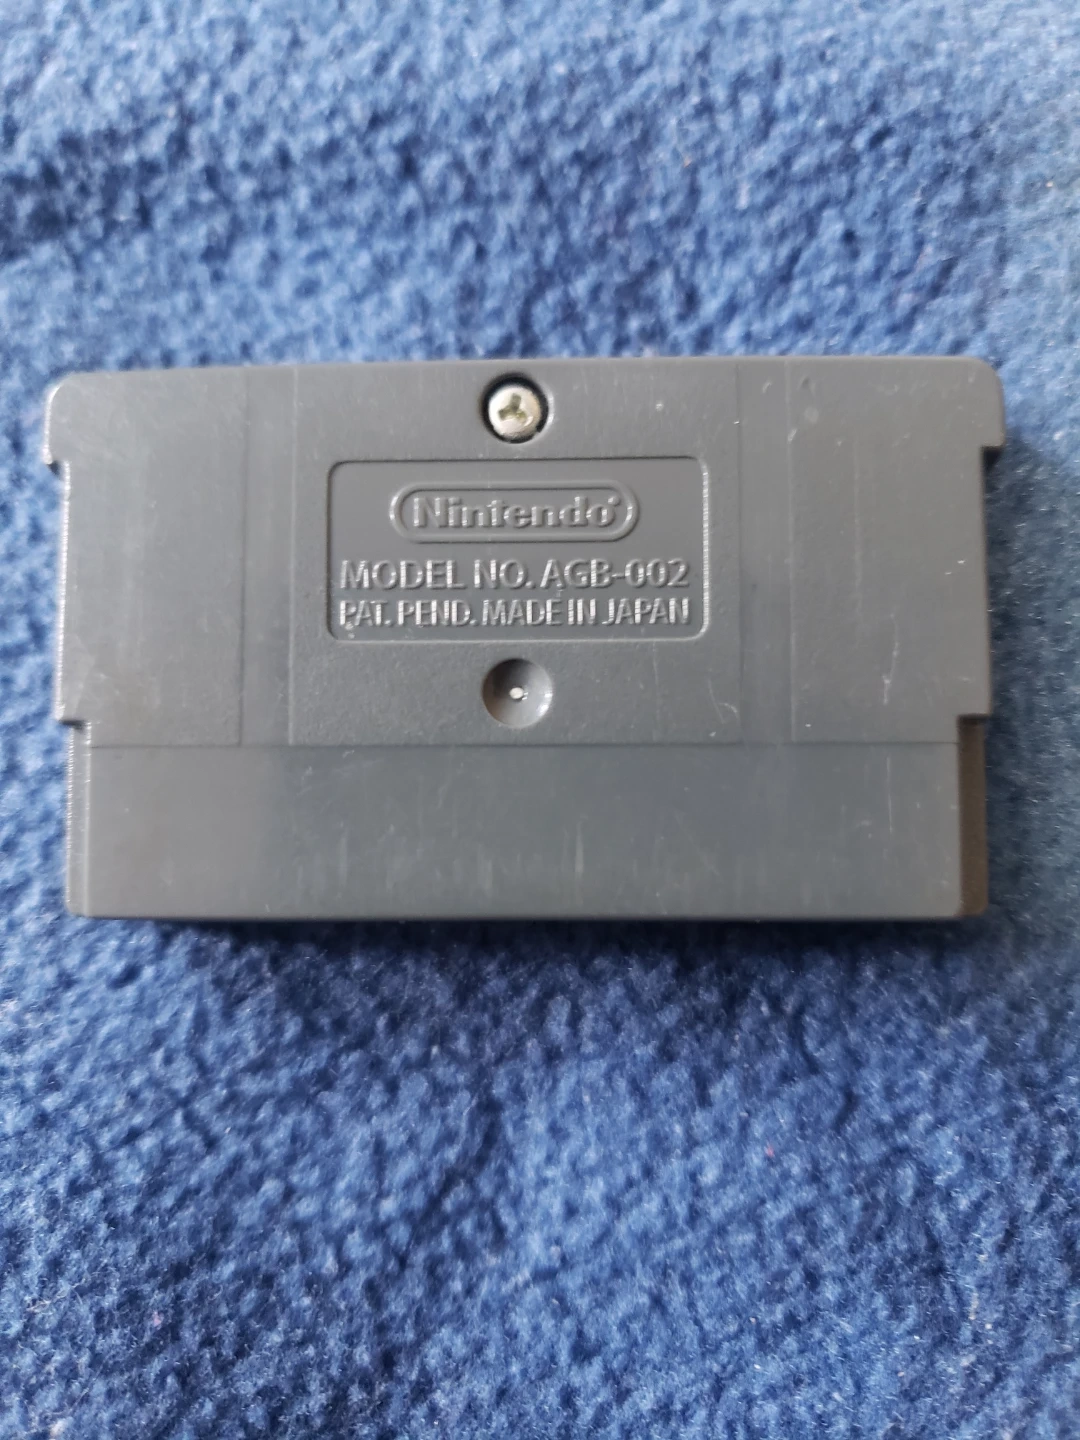 Nintendo
MODEL NO. AGB-002
PAT. PEND. MADE IN JAPAN